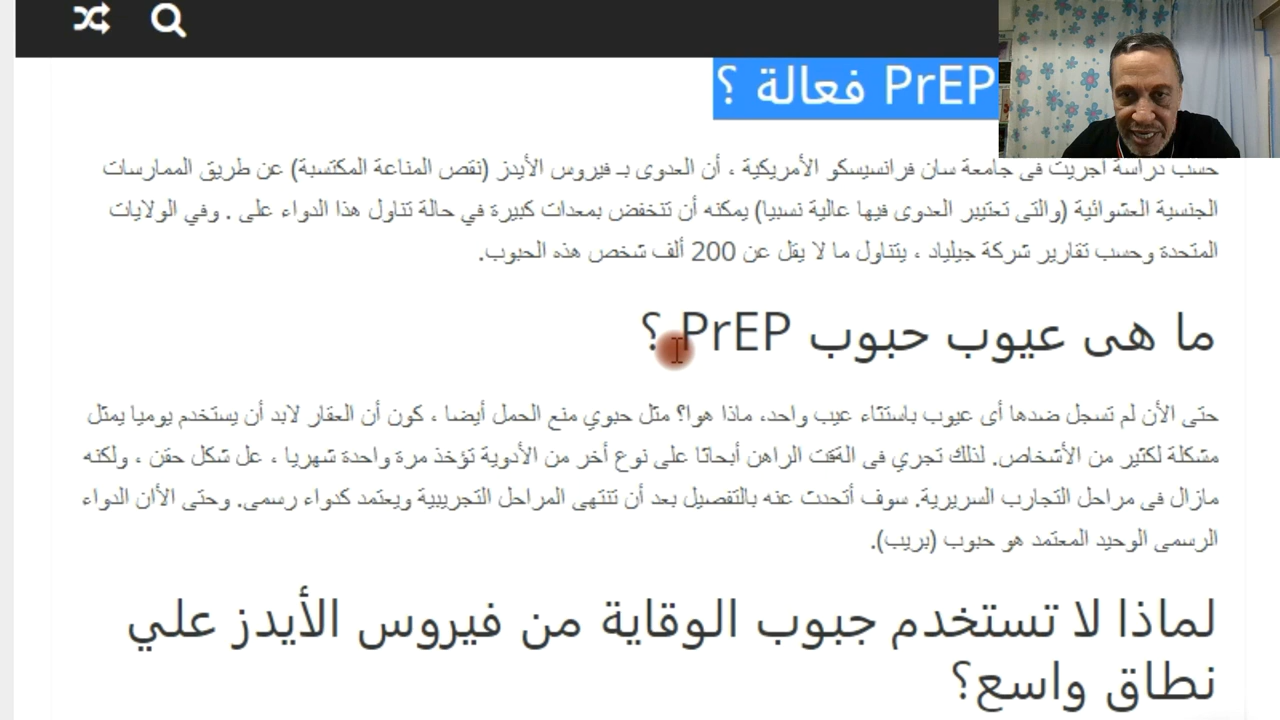 PrEP فعالة ؟
حسب دراسة اجريت فى جامعة سان فرانسيسكو الأمريكية ، أن العدوى بـ فيروس الأيدز (نقص المناعة المكتسبة) عن طريق الممارسات
الجنسية العشوائية (والتى تعتيبر العدوى فيها عالية نسبيا) يمكنه أن تنخفض بمعدات كبيرة في حالة تناول هذا الدواء على . وفي الولايات
المتحدة وحسب تقارير شركة جيلياد ، يتناول ما لا يقل عن 200 ألف شخص هذه الحبوب.
ما هى عيوب حبوب PrEP ؟
حتى الأن لم تسجل ضدها أى عيوب باستثناء عيب واحد، ماذا هوا؟ مثل حبوي منع الحمل أيضا ، كون أن العقار لابد أن يستخدم يوميا يمثل
مشكلة لكثير من الأشخاص. لذلك تجري فى الراهن أبحاثا على نوع أخر من الأدوية تؤخذ مرة واحدة شهريا ، عل شكل حقن ، ولكنه
مازال فى مراحل التجارب السريرية. سوف أتحدث عنه بالتفصيل بعد أن تنتهى المراحل التجريبية ويعتمد كدواء رسمى. وحتى الأان الدواء
الرسمى الوحيد المعتمد هو حبوب (بريب).
لماذا لا تستخدم جبوب الوقاية من فيروس الأيدز علي
نطاق واسع؟